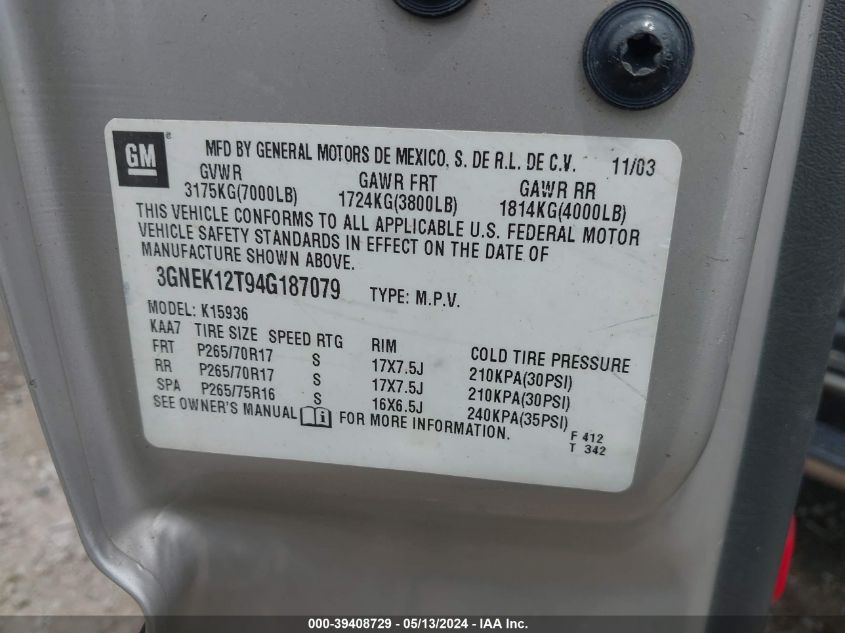 GM ® MFD BY GENERAL MOTORS DE MEXICO, S. DE R.L. DE C.V. 11/03
GVWR GAWR FRT GAWR RR
3175KG(7000LB) 1724KG(3800LB) 1814KG(4000LB)
THIS VEHICLE CONFORMS TO ALL APPLICABLE U.S. FEDERAL MOTOR
VEHICLE SAFETY STANDARDS IN EFFECT ON THE DATE OF
MANUFACTURE SHOWN ABOVE.
3GNEK12T94G187079 TYPE: M.P.V.
MODEL: K15936
KAA7 TIRE SIZE SPEED RTG RIM COLD TIRE PRESSURE
FRT P265/70R17 S 17X7.5J 210KPA(30PSI)
RR P265/70R17 S 17X7.5J 210KPA(30PSI)
SPA P265/75R16 S 16X6.5J 240KPA(35PSI)
SEE OWNER'S MANUAL i FOR MORE INFORMATION.
F 412
T 342
000-39408729 - 05/13/2024 - IAA Inc.